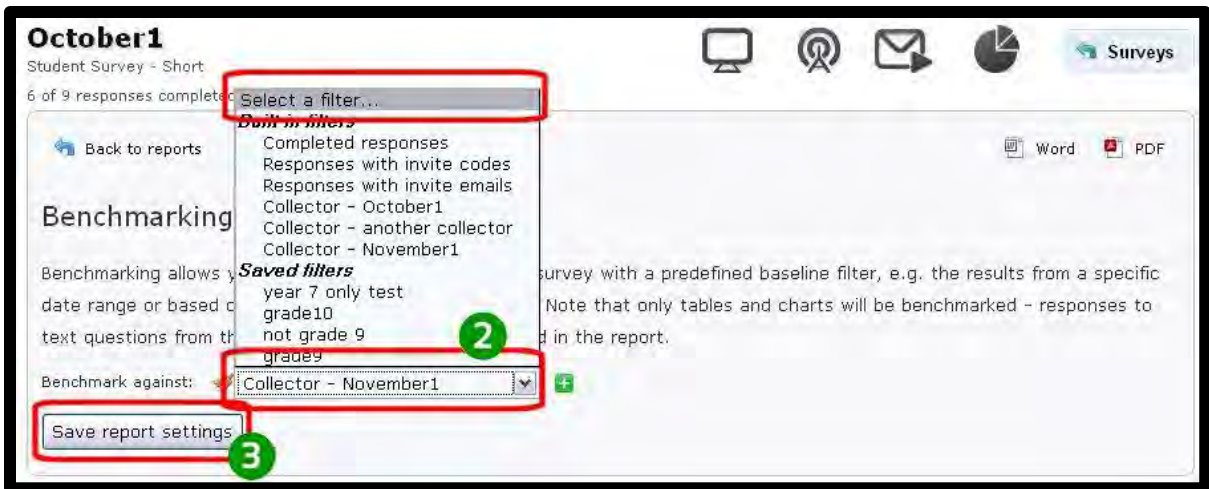 October1
Surveys
Student Survey - Short
6 of 9 responses complete
Select a filter...
Built in filters
Completed responses
Back to reports
Word
PDF
Responses with invite codes
Responses with invite emails
Collector - October1
Benchmarking
Collector - another collector
Collector - November1
Benchmarking allows
Saved filters
survey with a predefined baseline filter, e.g. the results from a specific
year 7 only test
date range or based
Note that only tables and charts will be benchmarked - responses to
grade10
not grade 9
2
text questions from
in the report.
grade9
Benchmark against:
Collector - November1
Save report settings
3